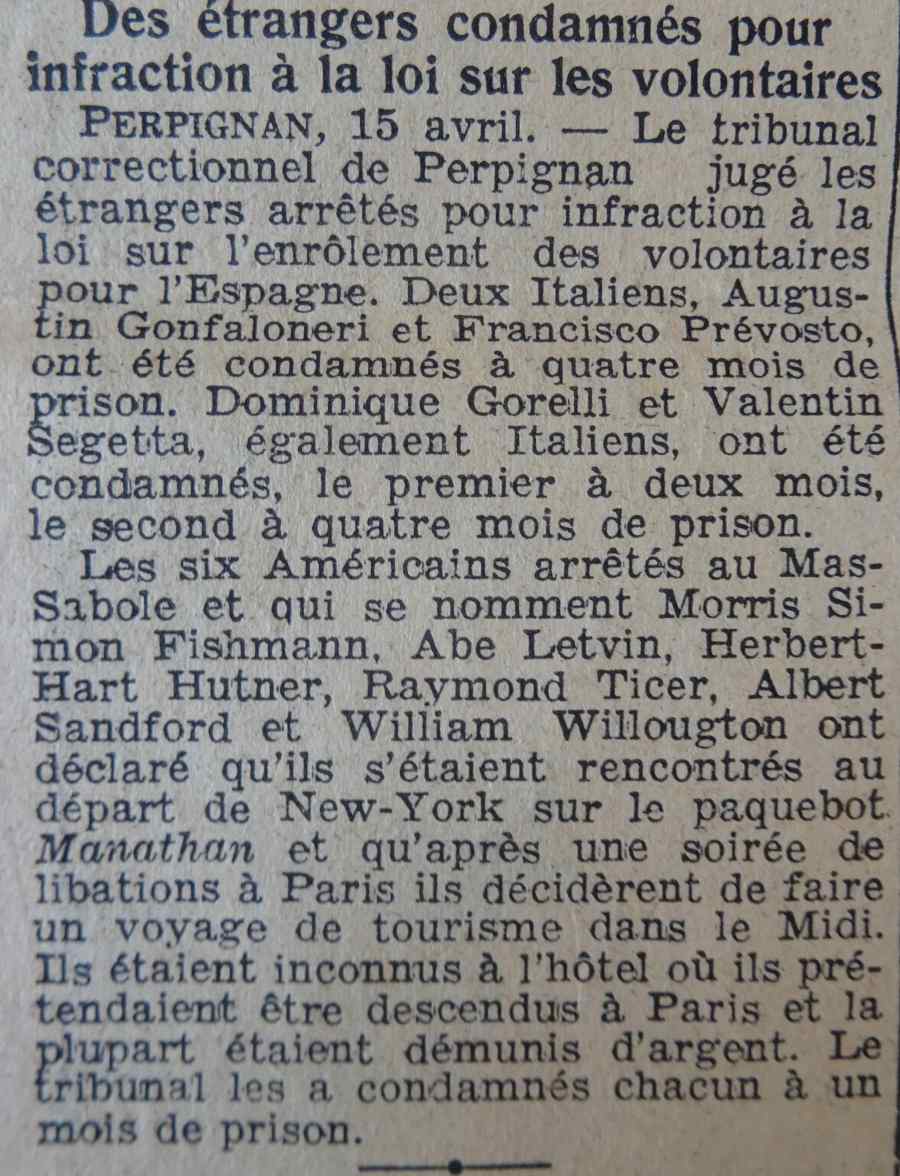 Des étrangers condamnés pour
infraction à la loi sur les volontaires
PERPIGNAN, 15 avril. — Le tribunal
correctionnel de Perpignan jugé les
étrangers arrêtés pour infraction à la
loi sur l'enrôlement des volontaires
pour l'Espagne. Deux Italiens, Augus-
tin Gonfaloneri et Francisco Prévosto,
ont été condamnés à quatre mois de
prison. Dominique Gorelli et Valentin
Segetta, également Italiens, ont été
condamnés, le premier à deux mois,
le second à quatre mois de prison.
Les six Américains arrêtés au Mas-
Sabole et qui se nomment Morris Si-
mon Fishmann, Abe Letvin, Herbert-
Hart Hutner, Raymond Ticer, Albert
Sandford et William Willougton ont
déclaré qu'ils s'étaient rencontrés au
départ de New-York sur le paquebot
Manathan et qu'après une soirée de
libations à Paris ils décidèrent de faire
un voyage de tourisme dans le Midi.
Ils étaient inconnus à l'hôtel où ils pré-
tendaient être descendus à Paris et la
plupart étaient démunis d'argent. Le
tribunal les a condamnés chacun à un
mois de prison.